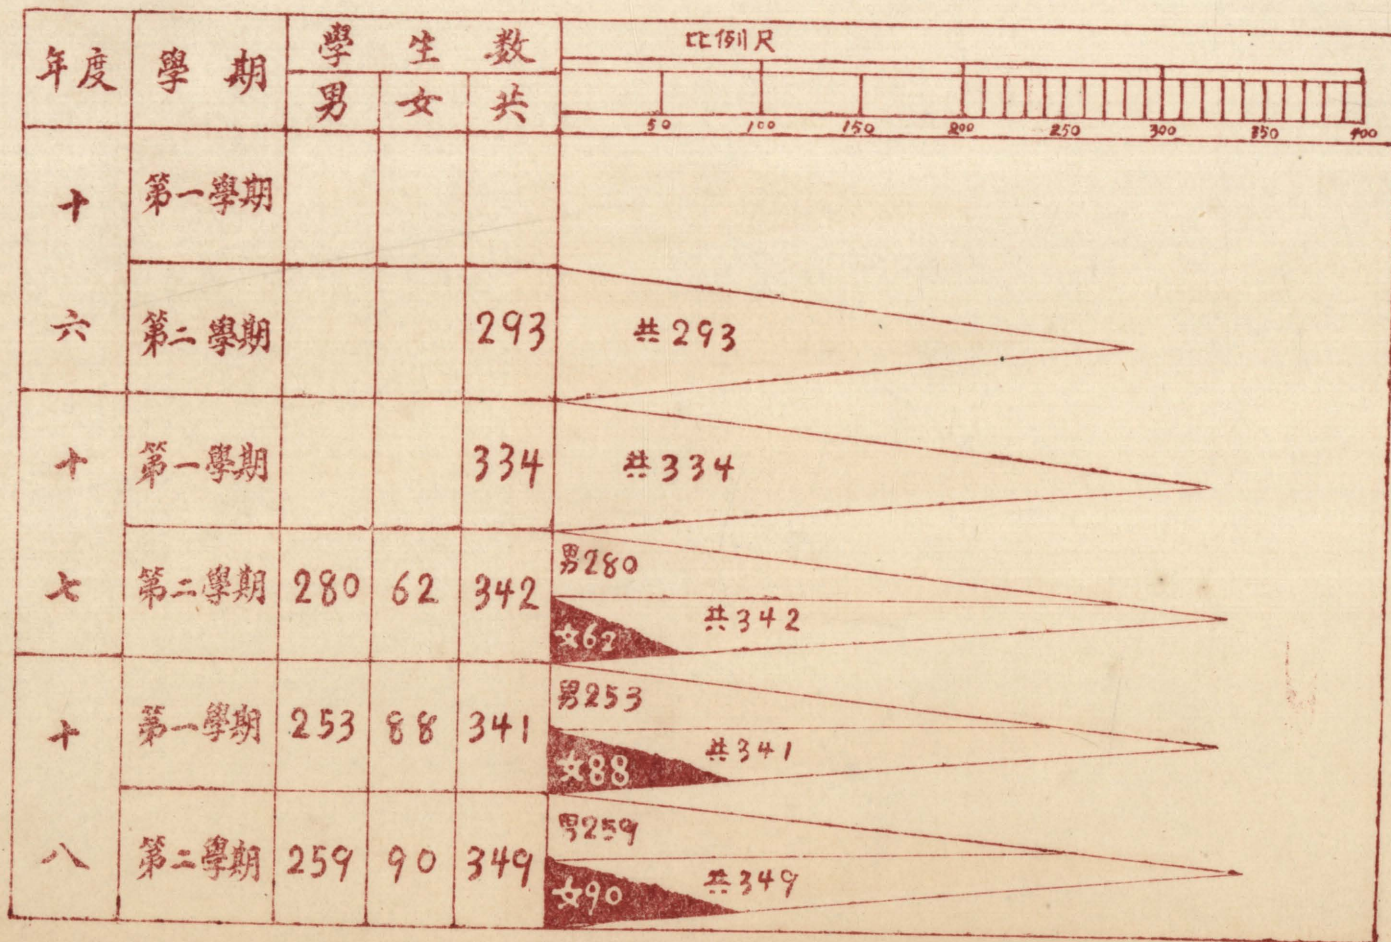 年度 學期 學生数 比例尺
男 女 共
50 100 150 200 250 300 350 400
十六 第一學期
第二學期 293 共293
十七 第一學期 334 共334
第二學期 280 62 342 男280 女62 共342
十八 第一學期 253 88 341 男253 女88 共341
第二學期 259 90 349 男259 女90 共349